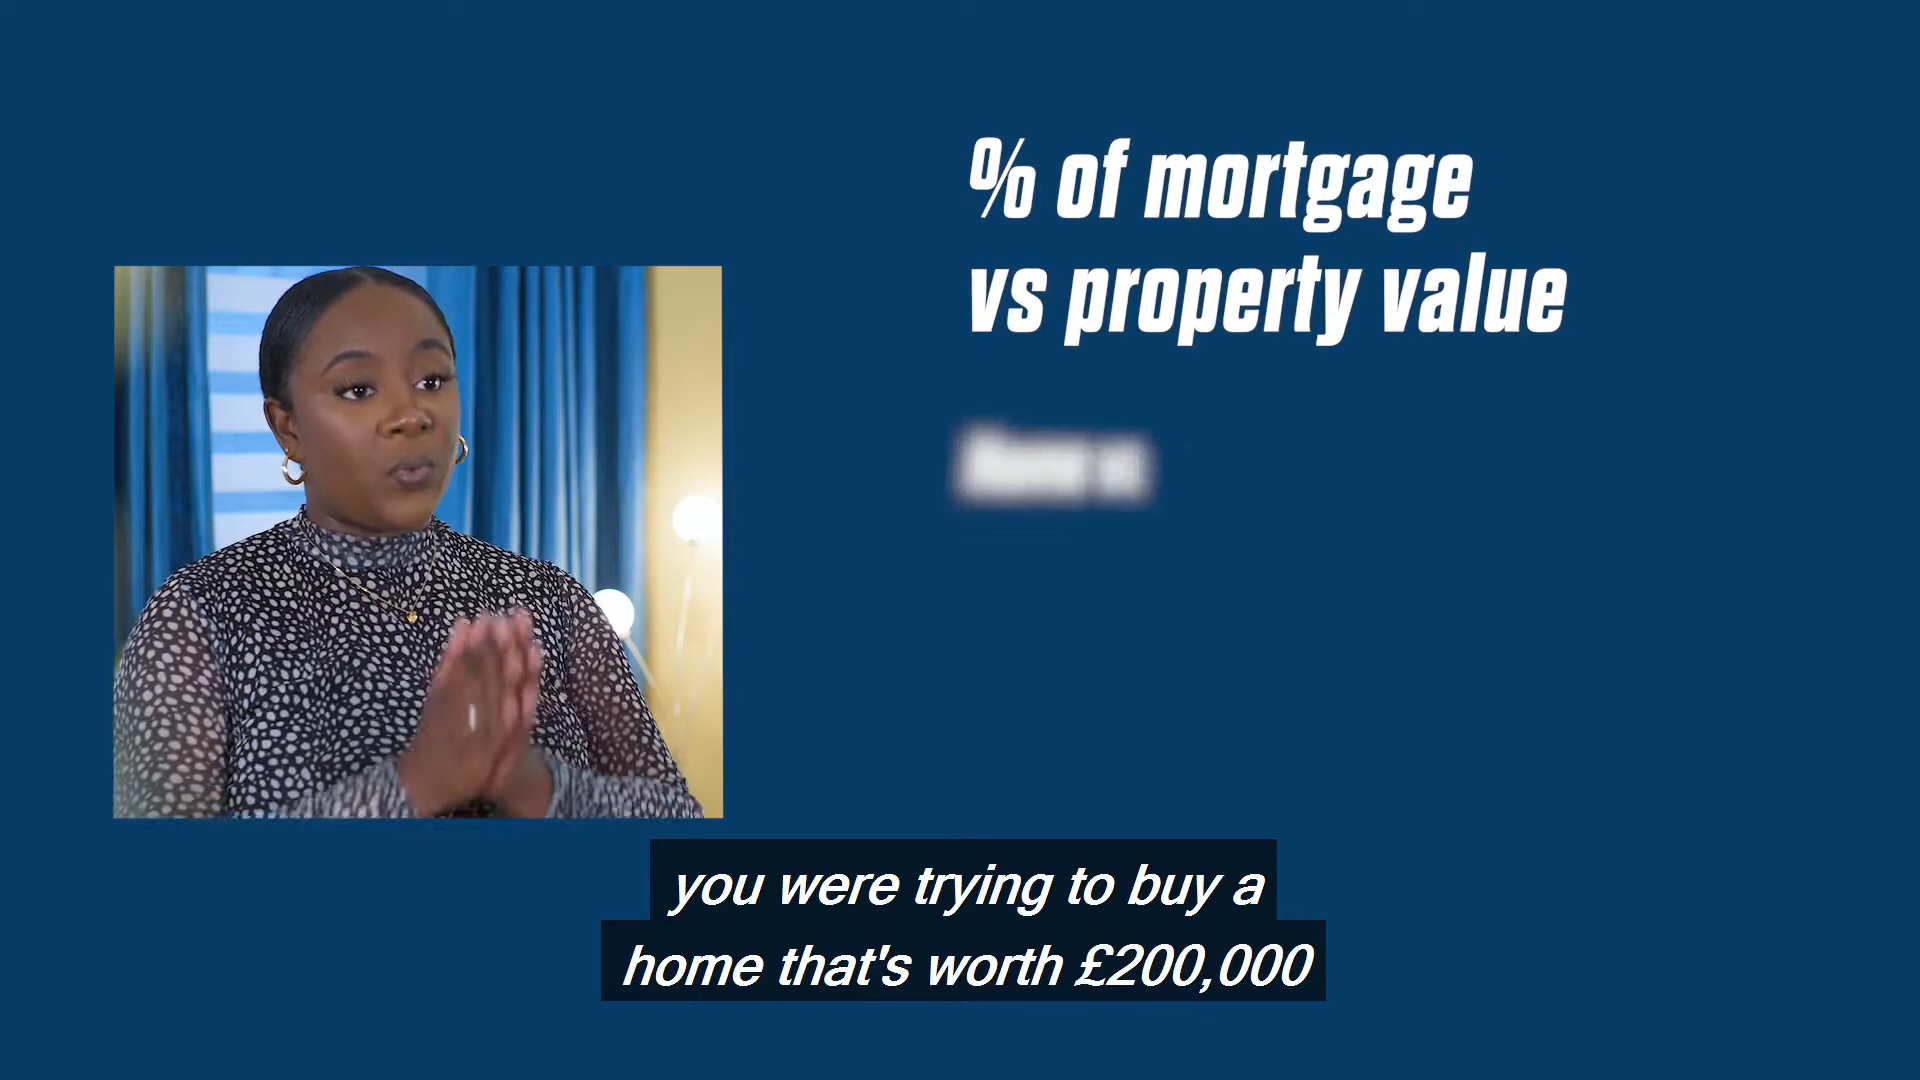 % of mortgage
vs property value
you were trying to buy a
home that's worth £200,000